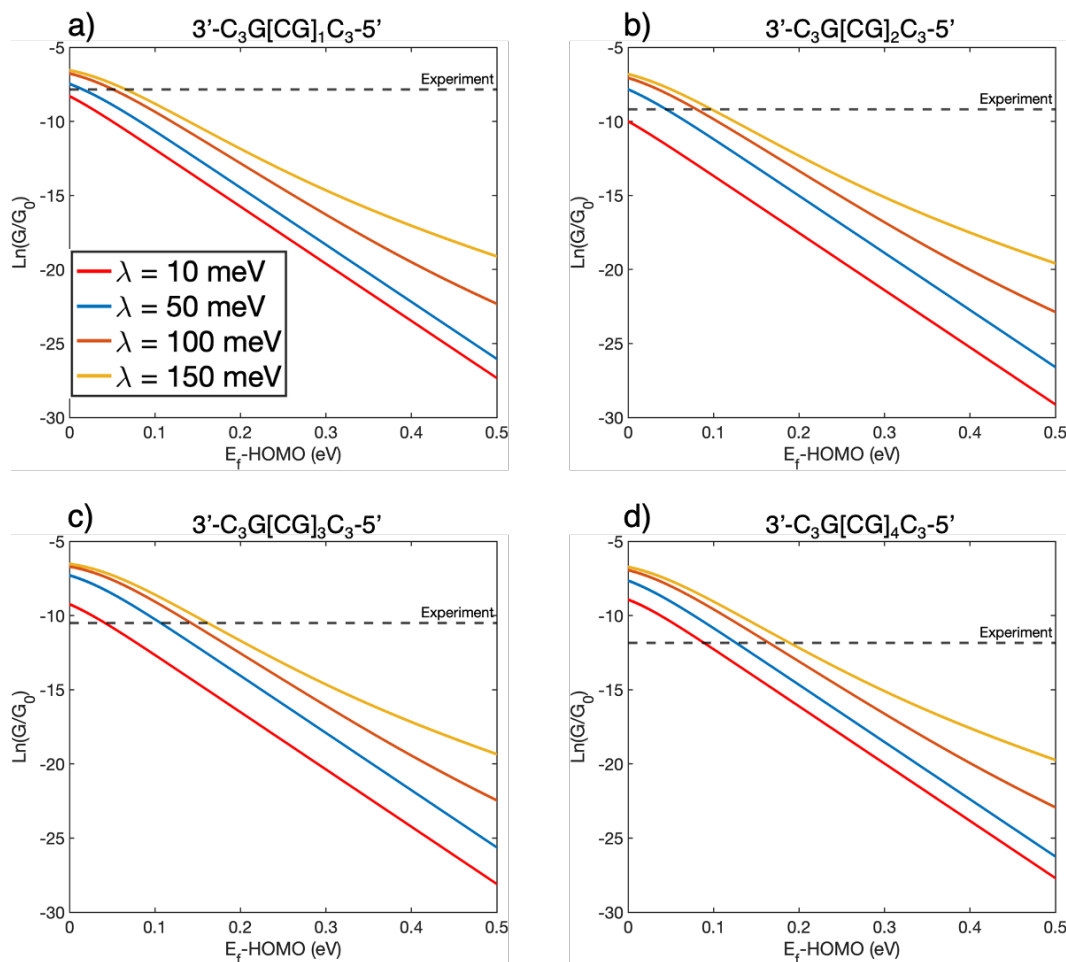 a) 3’-C₃G[CG]₁C₃-5’
-5
-10
-15
-20
-25
-30
Ln(G/G₀)
Experiment
λ = 10 meV
λ = 50 meV
λ = 100 meV
λ = 150 meV
0 0.1 0.2 0.3 0.4 0.5
E_f-HOMO (eV)
b) 3’-C₃G[CG]₂C₃-5’
-5
-10
-15
-20
-25
-30
Ln(G/G₀)
Experiment
0 0.1 0.2 0.3 0.4 0.5
E_f-HOMO (eV)
c) 3’-C₃G[CG]₃C₃-5’
-5
-10
-15
-20
-25
-30
Ln(G/G₀)
Experiment
0 0.1 0.2 0.3 0.4 0.5
E_f-HOMO (eV)
d) 3’-C₃G[CG]₄C₃-5’
-5
-10
-15
-20
-25
-30
Ln(G/G₀)
Experiment
0 0.1 0.2 0.3 0.4 0.5
E_f-HOMO (eV)